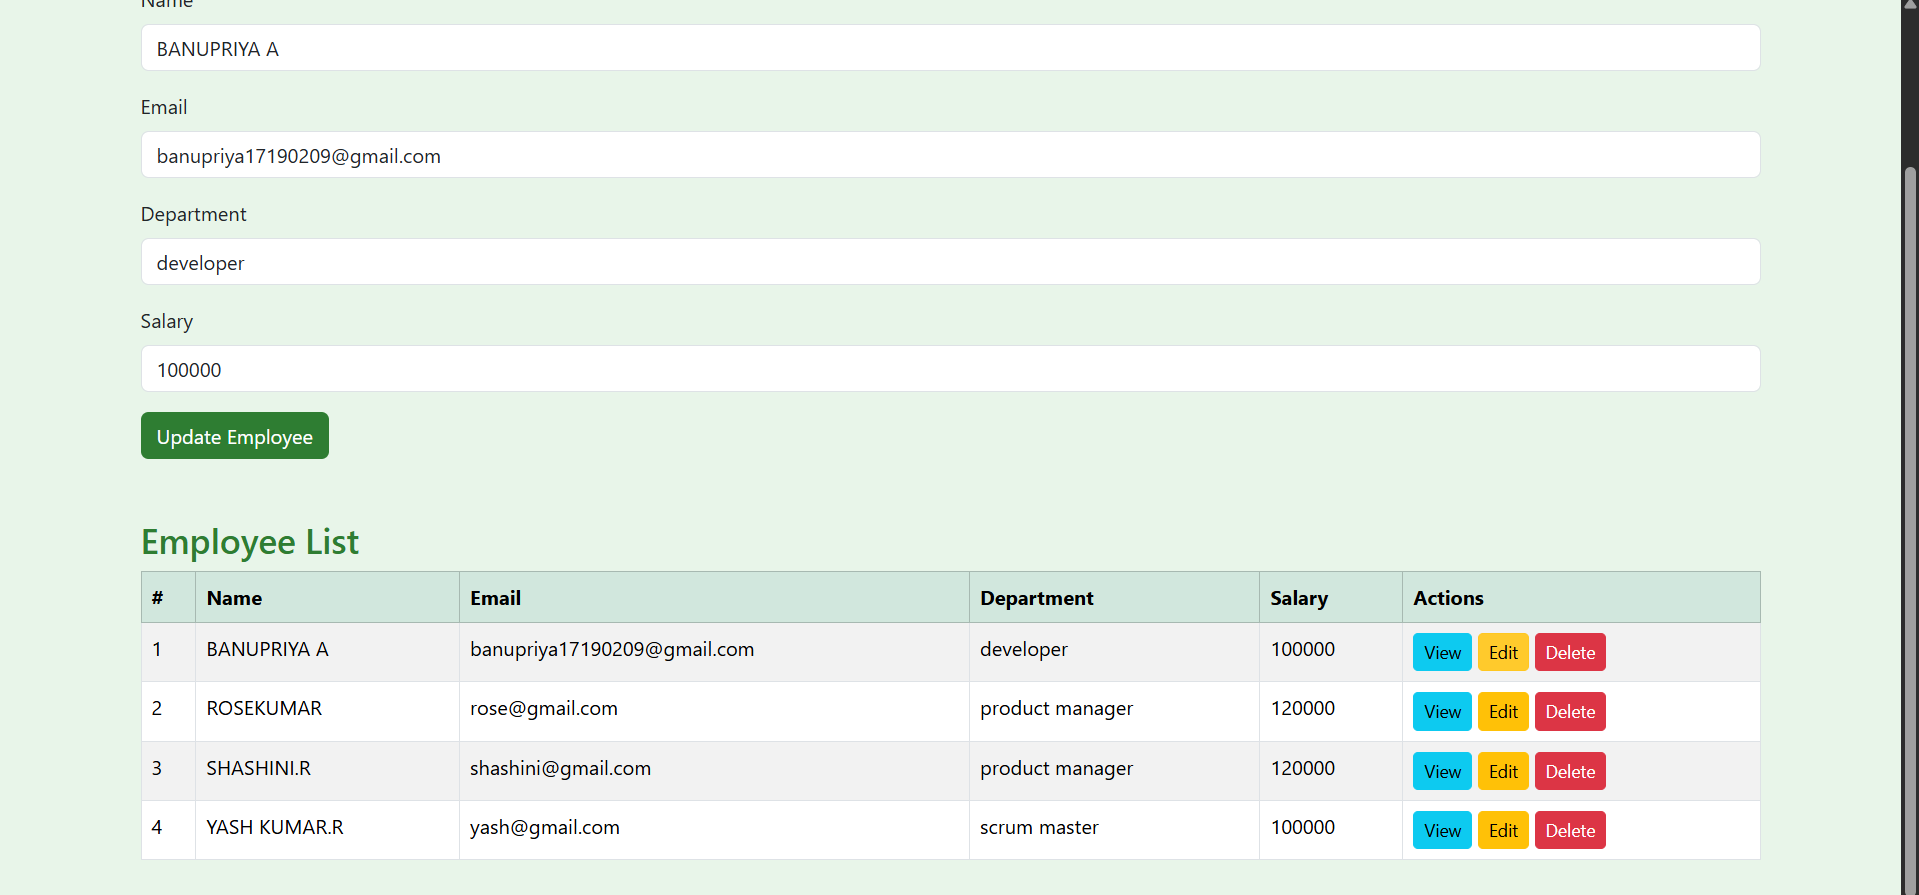 Name
BANUPRIYA A
Email
banupriya17190209@gmail.com
Department
developer
Salary
100000
Update Employee
Employee List
# Name Email Department Salary Actions
1 BANUPRIYA A banupriya17190209@gmail.com developer 100000 View Edit Delete
2 ROSEKUMAR rose@gmail.com product manager 120000 View Edit Delete
3 SHASHINI.R shashini@gmail.com product manager 120000 View Edit Delete
4 YASH KUMAR.R yash@gmail.com scrum master 100000 View Edit Delete